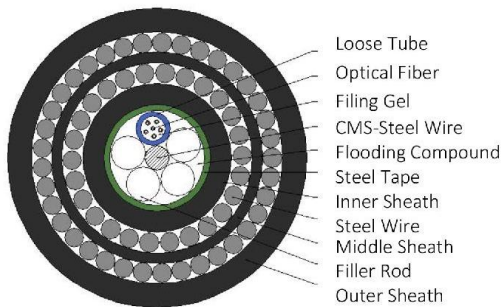 Loose Tube
Optical Fiber
Filing Gel
CMS-Steel Wire
Flooding Compound
Steel Tape
Inner Sheath
Steel Wire
Middle Sheath
Filler Rod
Outer Sheath